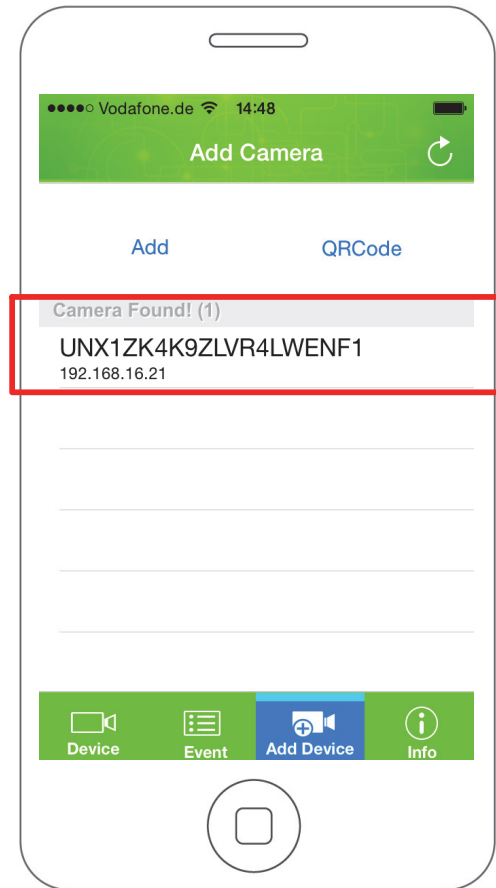 Vodafone.de 14:48
Add Camera
Add QRCode
Camera Found! (1)
UNX1ZK4K9ZLVR4LWENF1
192.168.16.21
Device Event Add Device Info